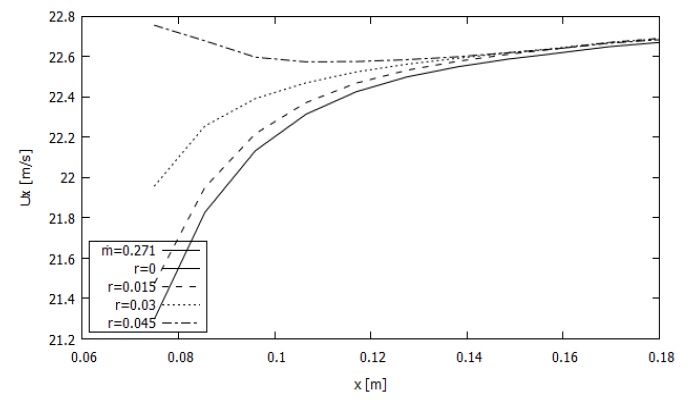 22.8
22.6
22.4
22.2
22
21.8
21.6
21.4
21.2
Ux [m/s]
ṁ=0.271
r=0
r=0.015
r=0.03
r=0.045
0.06 0.08 0.1 0.12 0.14 0.16 0.18
x [m]